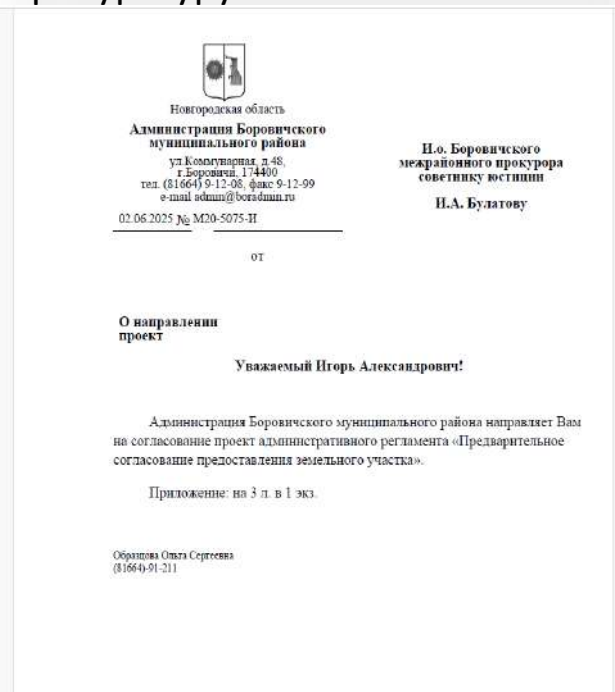 Новгородская область
Администрация Боровичского
муниципального района
ул.Коммунарная, д.48,
г.Боровичи, 174400
тел. (81664) 9-12-08, факс 9-12-99
e-mail admin@boradmin.ru
02.06.2025 № М20-5075-И
от
И.о. Боровичского
межрайонного прокурора
советнику юстиции
И.А. Булатову
О направлении
проект
Уважаемый Игорь Александрович!
Администрация Боровичского муниципального района направляет Вам
на согласование проект административного регламента «Предварительное
согласование предоставления земельного участка».
Приложение: на 3 л. в 1 экз.
Образцова Ольга Сергеевна
(81664)-91-211